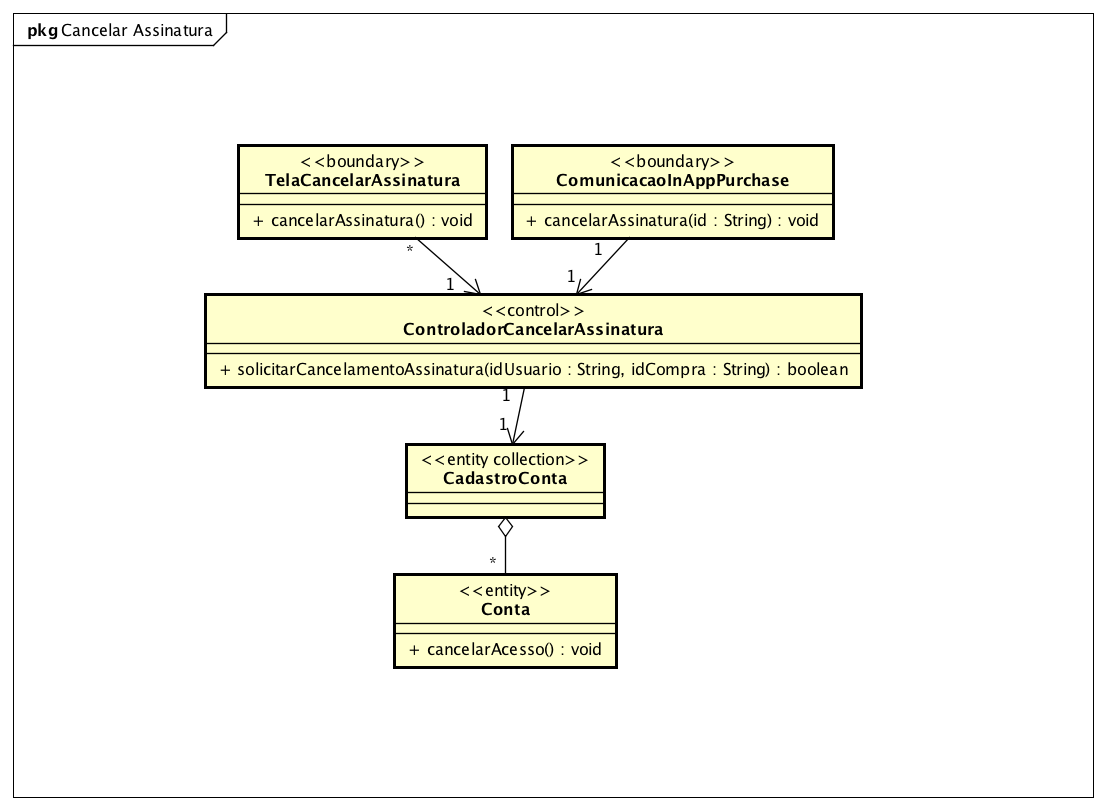 pkg Cancelar Assinatura
<<boundary>>
TelaCancelarAssinatura
+ cancelarAssinatura() : void
<<boundary>>
ComunicacaoInAppPurchase
+ cancelarAssinatura(id : String) : void
*
1
1
1
<<control>>
ControladorCancelarAssinatura
+ solicitarCancelamentoAssinatura(idUsuario : String, idCompra : String) : boolean
1
1
<<entity collection>>
CadastroConta
*
<<entity>>
Conta
+ cancelarAcesso() : void